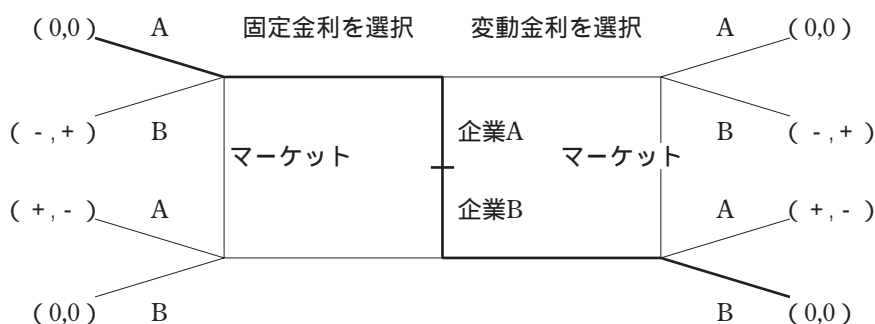 ( 0,0 ) A 固定金利を選択 変動金利を選択 A ( 0,0 )
( - , + ) B 企業A B ( - , + )
マーケット マーケット
( + , - ) A 企業B A ( + , - )
( 0,0 ) B B ( 0,0 )